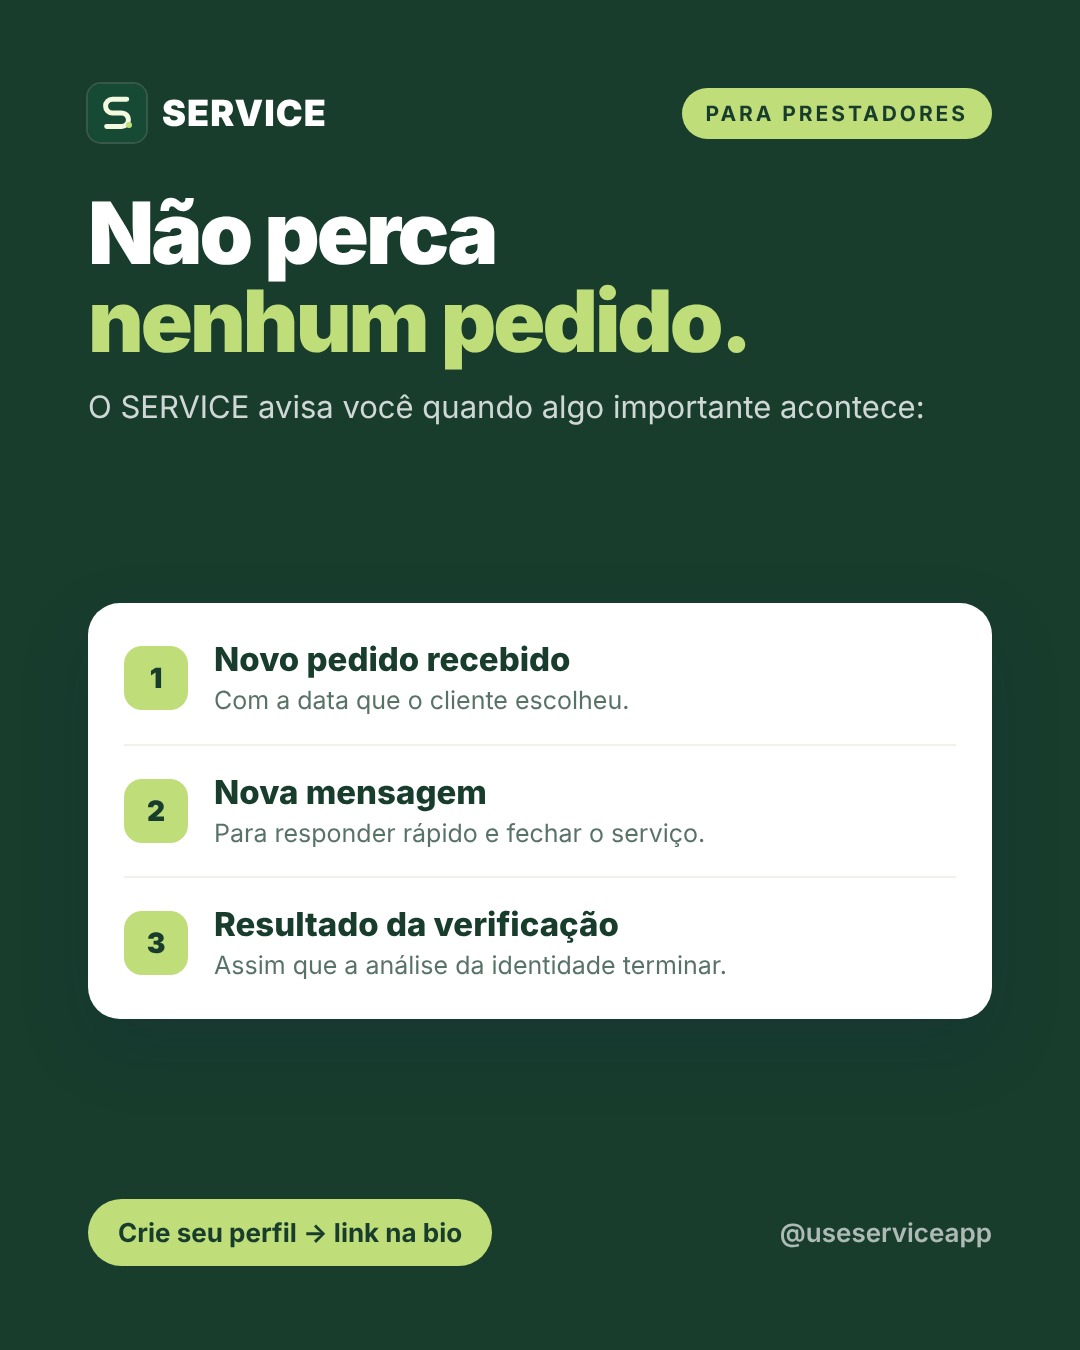 S SERVICE
PARA PRESTADORES
Não perca
nenhum pedido.
O SERVICE avisa você quando algo importante acontece:
1
Novo pedido recebido
Com a data que o cliente escolheu.
2
Nova mensagem
Para responder rápido e fechar o serviço.
3
Resultado da verificação
Assim que a análise da identidade terminar.
Crie seu perfil → link na bio
@useserviceapp